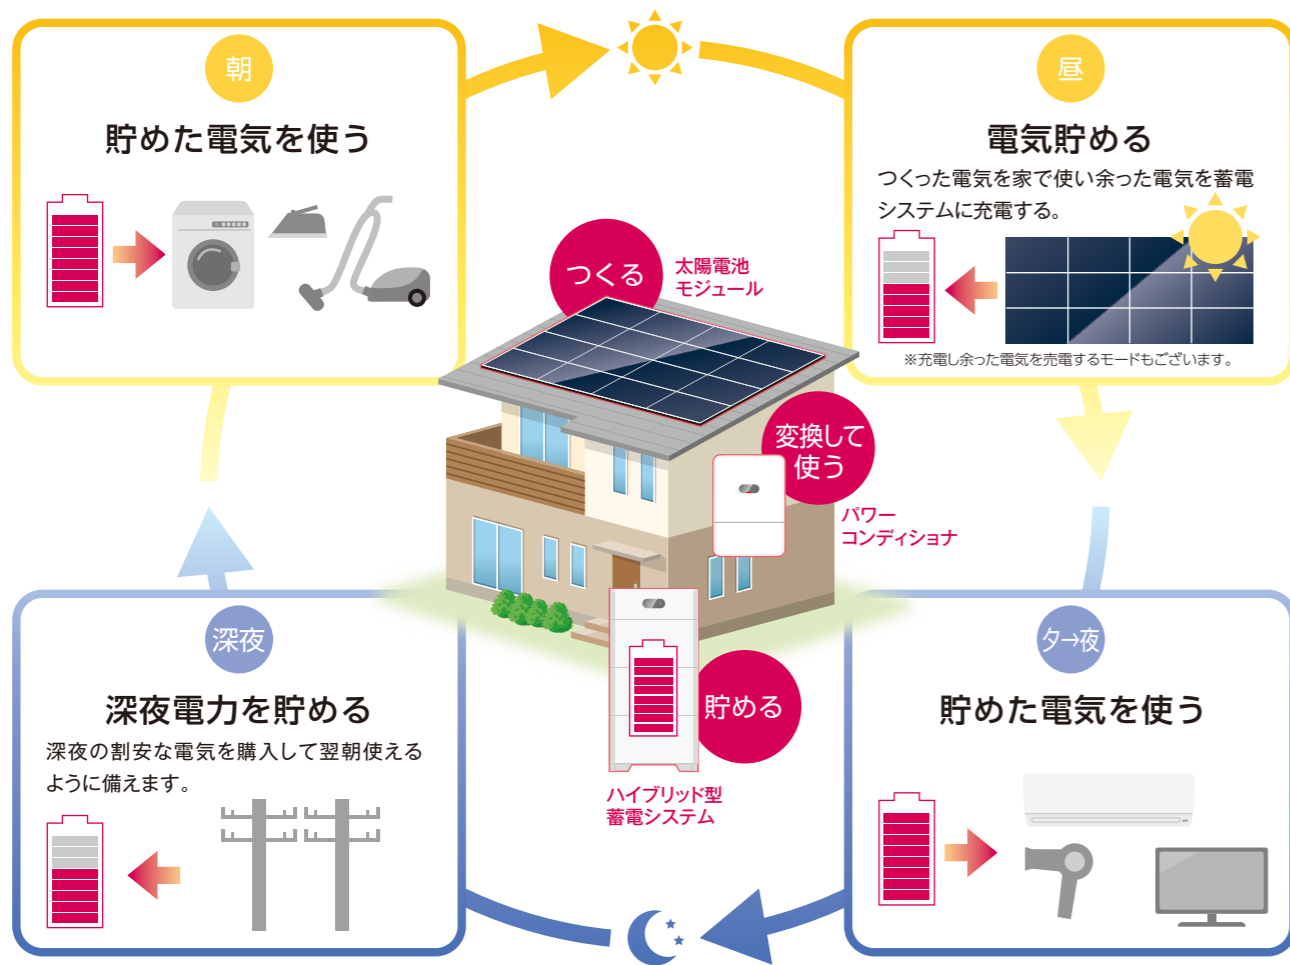 朝
貯めた電気を使う
昼
電気貯める
つくった電気を家で使い余った電気を蓄電
システムに充電する。
※充電し余った電気を売電するモードもございます。
つくる
太陽電池
モジュール
変換して
使う
パワー
コンディショナ
貯める
ハイブリッド型
蓄電システム
深夜
深夜電力を貯める
深夜の割安な電気を購入して翌朝使える
ように備えます。
夕→夜
貯めた電気を使う